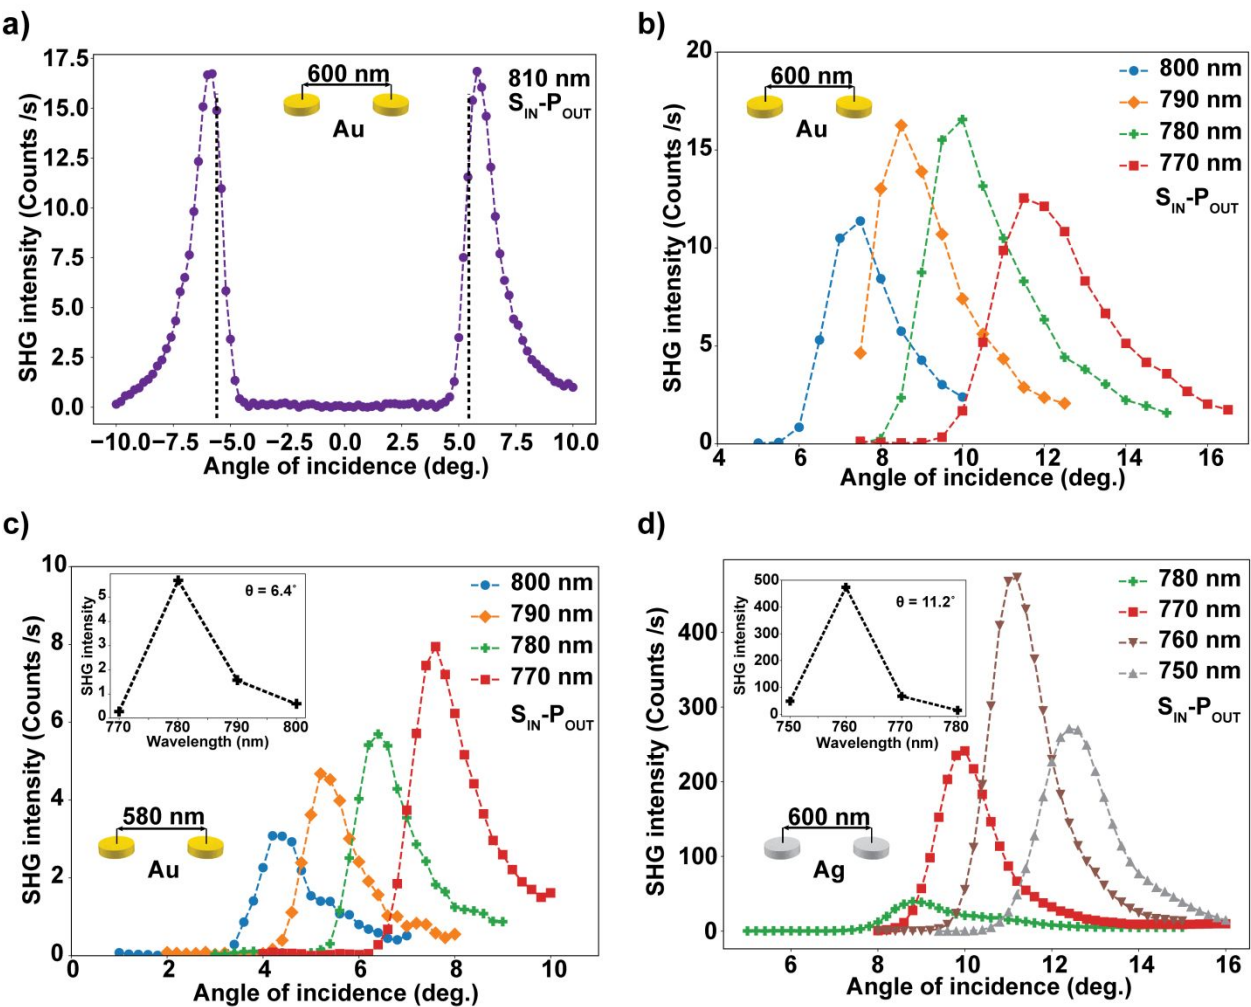 a)
SHG intensity (Counts /s)
17.5
15.0
12.5
10.0
7.5
5.0
2.5
0.0
600 nm
Au
810 nm
S_IN-P_OUT
−10.0 −7.5 −5.0 −2.5 0.0 2.5 5.0 7.5 10.0
Angle of incidence (deg.)
b)
SHG intensity (Counts /s)
20
15
10
5
0
600 nm
Au
800 nm
790 nm
780 nm
770 nm
S_IN-P_OUT
4 6 8 10 12 14 16
Angle of incidence (deg.)
c)
SHG intensity (Counts /s)
10
8
6
4
2
0
SHG intensity
5
4
3
2
1
0
θ = 6.4°
770 780 790 800
Wavelength (nm)
580 nm
Au
800 nm
790 nm
780 nm
770 nm
S_IN-P_OUT
0 2 4 6 8 10
Angle of incidence (deg.)
d)
SHG intensity (Counts /s)
400
300
200
100
0
SHG intensity
500
400
300
200
100
0
θ = 11.2°
750 760 770 780
Wavelength (nm)
600 nm
Ag
780 nm
770 nm
760 nm
750 nm
S_IN-P_OUT
6 8 10 12 14 16
Angle of incidence (deg.)